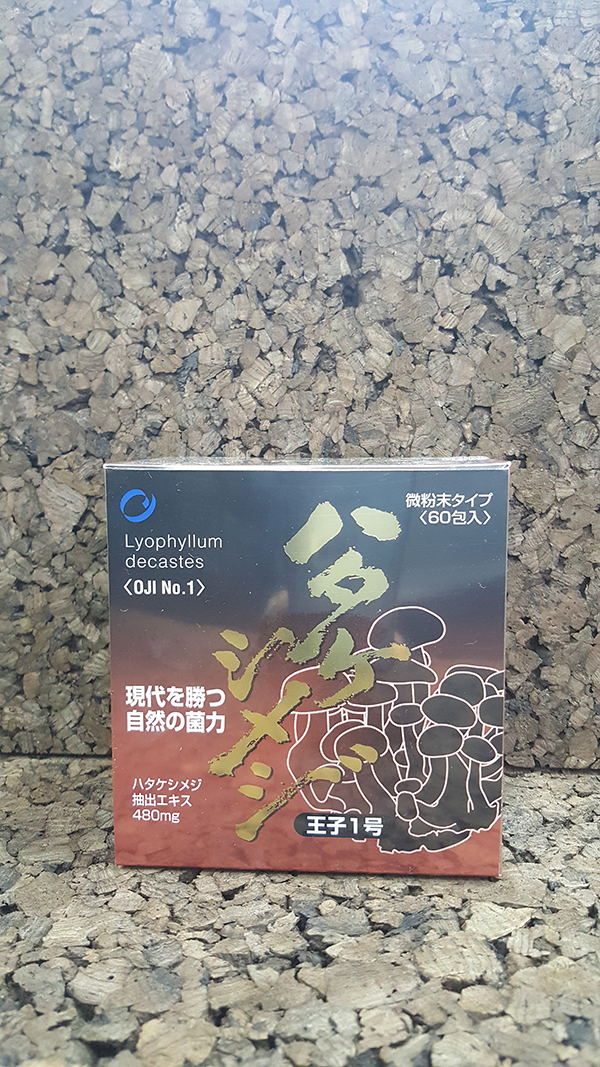 Lyophyllum
decastes
〈OJI No.1〉
微粉末タイプ
〈60包入〉
ハタケ
シメジ
現代を勝つ
自然の菌力
ハタケシメジ
抽出エキス
480mg
王子1号